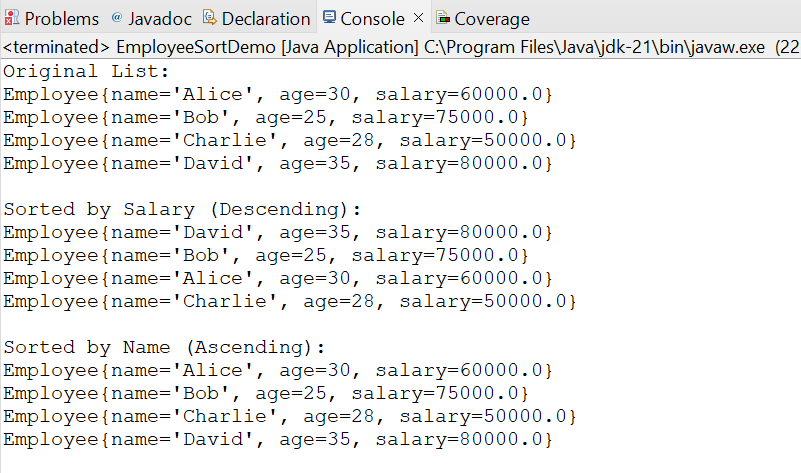 Problems Javadoc Declaration Console Coverage
<terminated> EmployeeSortDemo [Java Application] C:\Program Files\Java\jdk-21\bin\javaw.exe (22
Original List:
Employee{name='Alice', age=30, salary=60000.0}
Employee{name='Bob', age=25, salary=75000.0}
Employee{name='Charlie', age=28, salary=50000.0}
Employee{name='David', age=35, salary=80000.0}

Sorted by Salary (Descending):
Employee{name='David', age=35, salary=80000.0}
Employee{name='Bob', age=25, salary=75000.0}
Employee{name='Alice', age=30, salary=60000.0}
Employee{name='Charlie', age=28, salary=50000.0}

Sorted by Name (Ascending):
Employee{name='Alice', age=30, salary=60000.0}
Employee{name='Bob', age=25, salary=75000.0}
Employee{name='Charlie', age=28, salary=50000.0}
Employee{name='David', age=35, salary=80000.0}